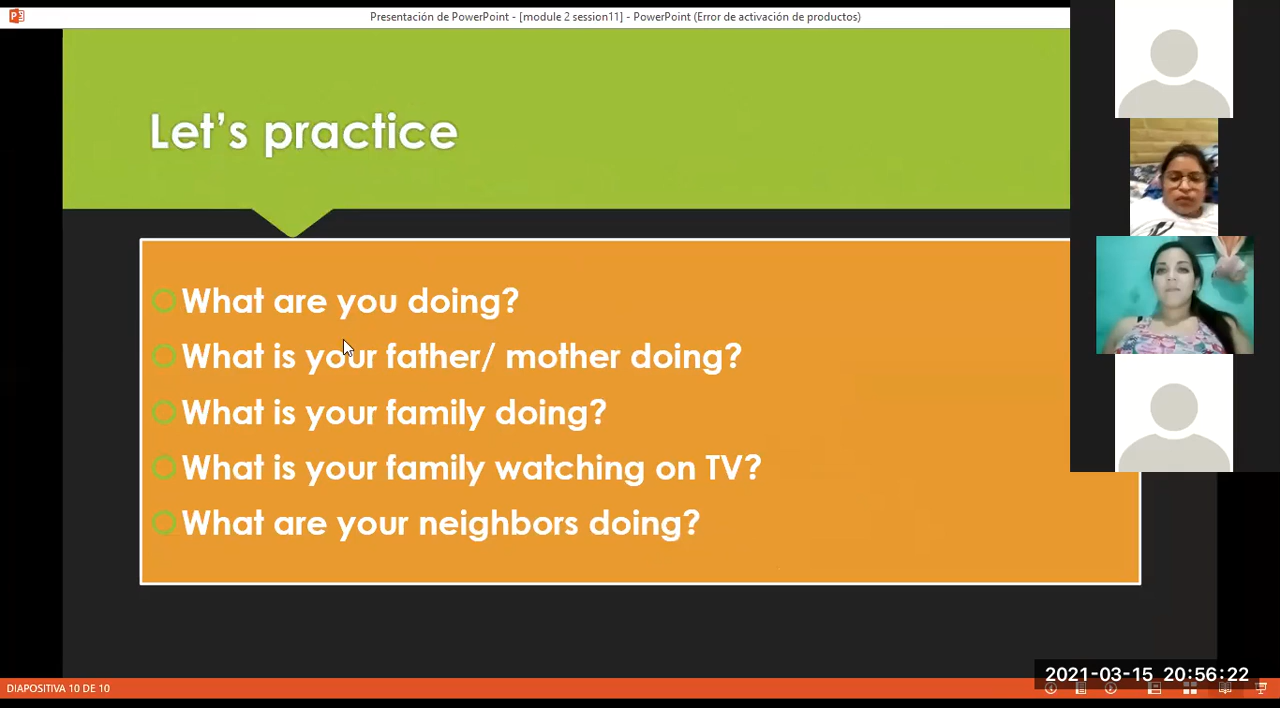 Presentación de PowerPoint - [module 2 session11] - PowerPoint (Error de activación de productos)
Let's practice
What are you doing?
What is your father/ mother doing?
What is your family doing?
What is your family watching on TV?
What are your neighbors doing?
2021-03-15 20:56:22
DIAPOSITIVA 10 DE 10